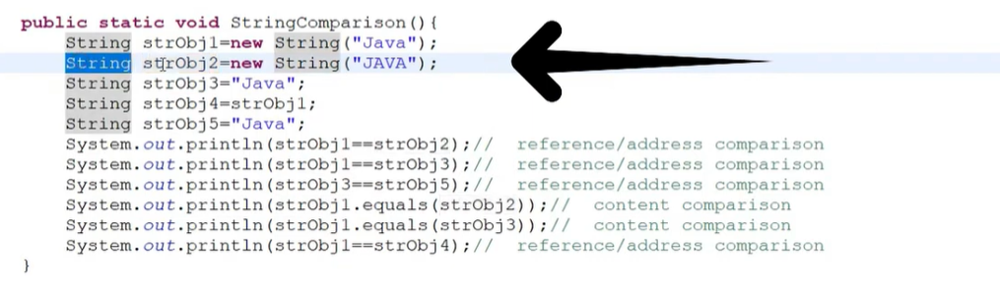 public static void StringComparison(){
String strObj1=new String("Java");
String strObj2=new String("JAVA");
String strObj3="Java";
String strObj4=strObj1;
String strObj5="Java";
System.out.println(strObj1==strObj2);//  reference/address comparison
System.out.println(strObj1==strObj3);//  reference/address comparison
System.out.println(strObj3==strObj5);//  reference/address comparison
System.out.println(strObj1.equals(strObj2));//  content comparison
System.out.println(strObj1.equals(strObj3));//  content comparison
System.out.println(strObj1==strObj4);//  reference/address comparison
}